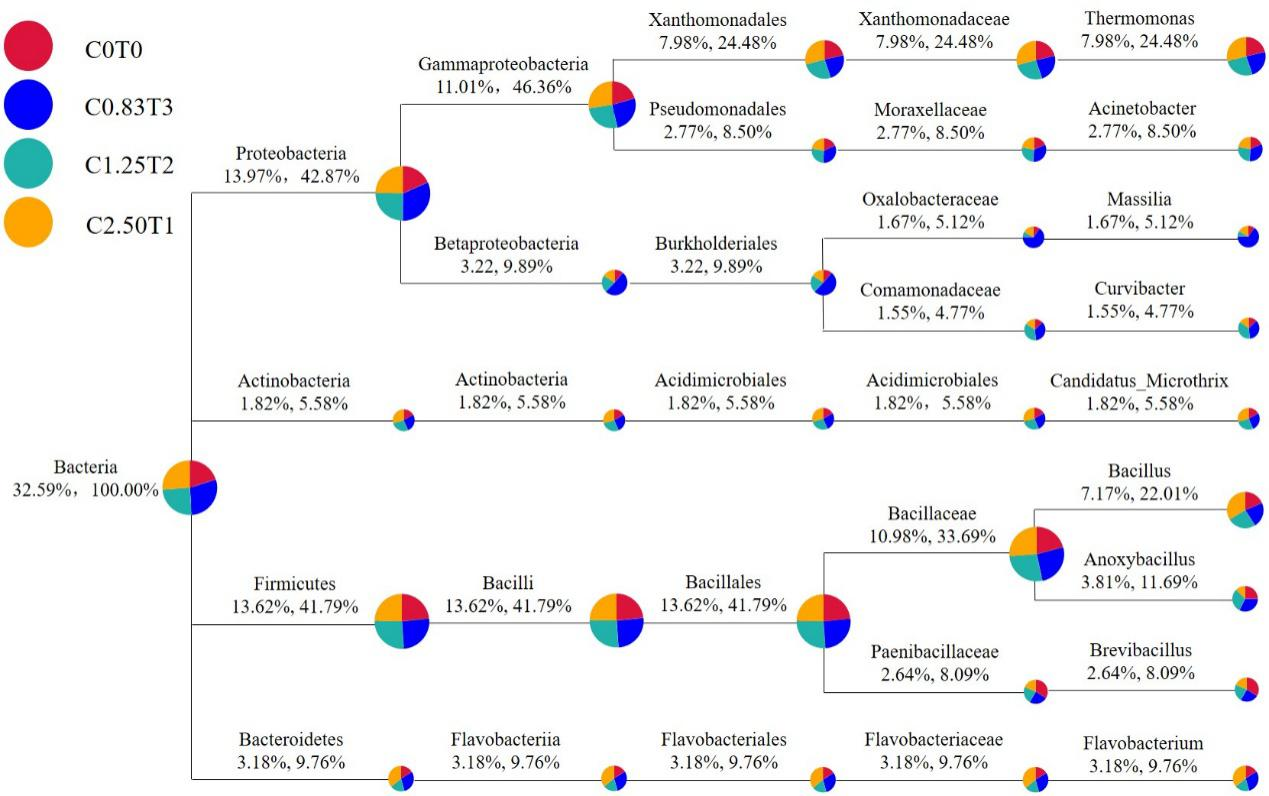 C0T0
C0.83T3
C1.25T2
C2.50T1
Bacteria
32.59%，100.00%
Proteobacteria
13.97%，42.87%
Gammaproteobacteria
11.01%，46.36%
Xanthomonadales
7.98%, 24.48%
Xanthomonadaceae
7.98%, 24.48%
Thermomonas
7.98%, 24.48%
Pseudomonadales
2.77%, 8.50%
Moraxellaceae
2.77%, 8.50%
Acinetobacter
2.77%, 8.50%
Betaproteobacteria
3.22, 9.89%
Burkholderiales
3.22, 9.89%
Oxalobacteraceae
1.67%, 5.12%
Massilia
1.67%, 5.12%
Comamonadaceae
1.55%, 4.77%
Curvibacter
1.55%, 4.77%
Actinobacteria
1.82%, 5.58%
Actinobacteria
1.82%, 5.58%
Acidimicrobiales
1.82%, 5.58%
Acidimicrobiales
1.82%，5.58%
Candidatus_Microthrix
1.82%, 5.58%
Firmicutes
13.62%, 41.79%
Bacilli
13.62%, 41.79%
Bacillales
13.62%, 41.79%
Bacillaceae
10.98%, 33.69%
Bacillus
7.17%, 22.01%
Anoxybacillus
3.81%, 11.69%
Paenibacillaceae
2.64%, 8.09%
Brevibacillus
2.64%, 8.09%
Bacteroidetes
3.18%, 9.76%
Flavobacteriia
3.18%, 9.76%
Flavobacteriales
3.18%, 9.76%
Flavobacteriaceae
3.18%, 9.76%
Flavobacterium
3.18%, 9.76%